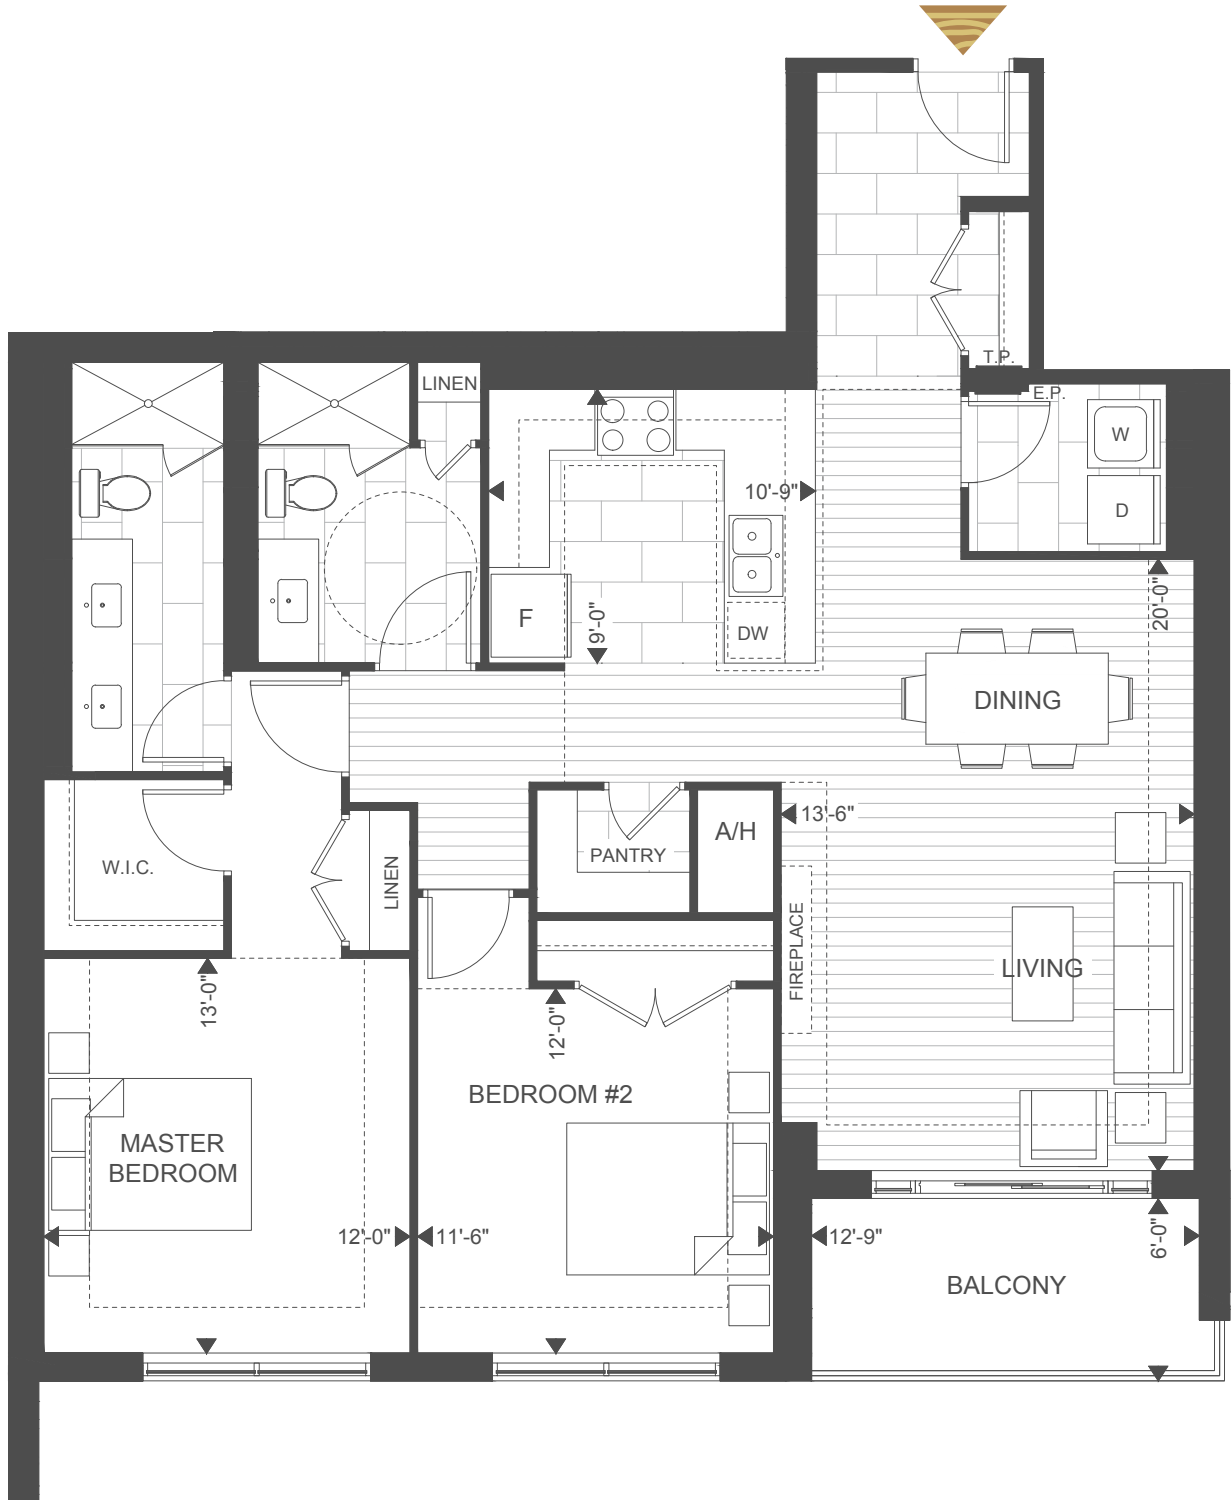 T.P.
E.P.
LINEN
W
10'-9"
D
F
9'-0"
DW
20'-0"
DINING
13'-6"
A/H
PANTRY
W.I.C.
LINEN
FIREPLACE
LIVING
13'-0"
12'-0"
BEDROOM #2
MASTER
BEDROOM
12'-0"
11'-6"
12'-9"
6'-0"
BALCONY